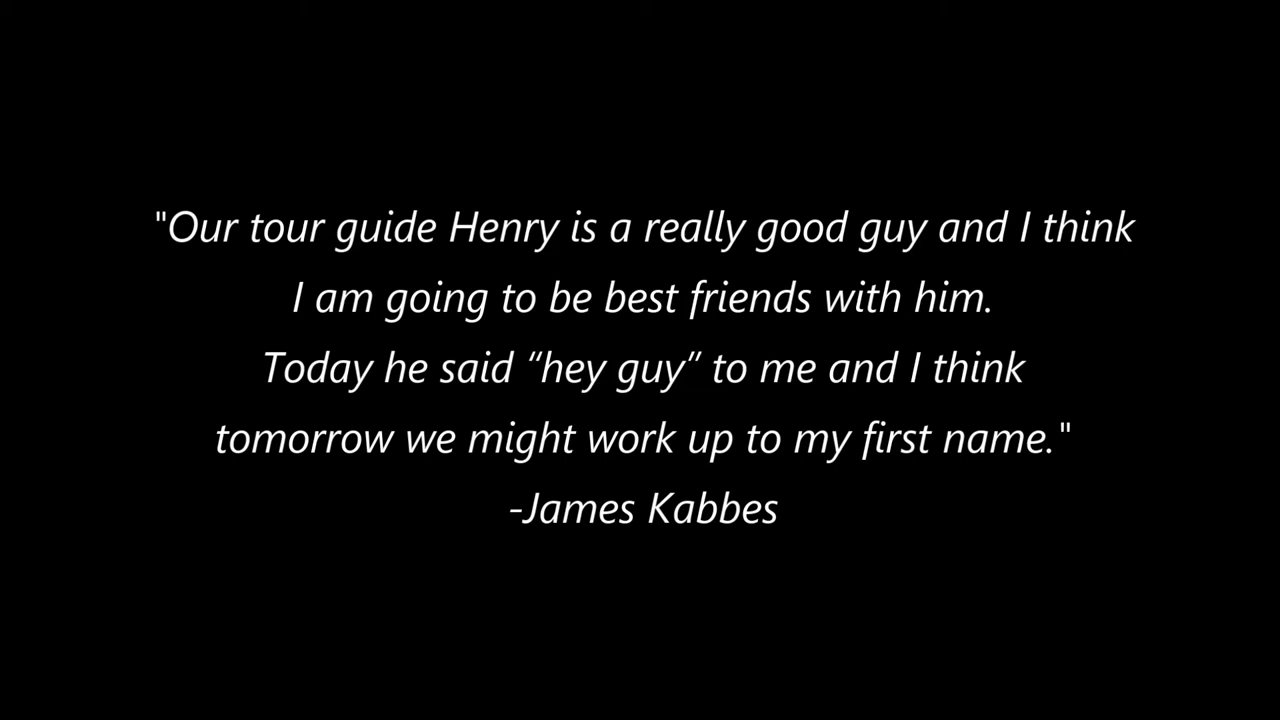 "Our tour guide Henry is a really good guy and I think
I am going to be best friends with him.
Today he said “hey guy” to me and I think
tomorrow we might work up to my first name."
-James Kabbes